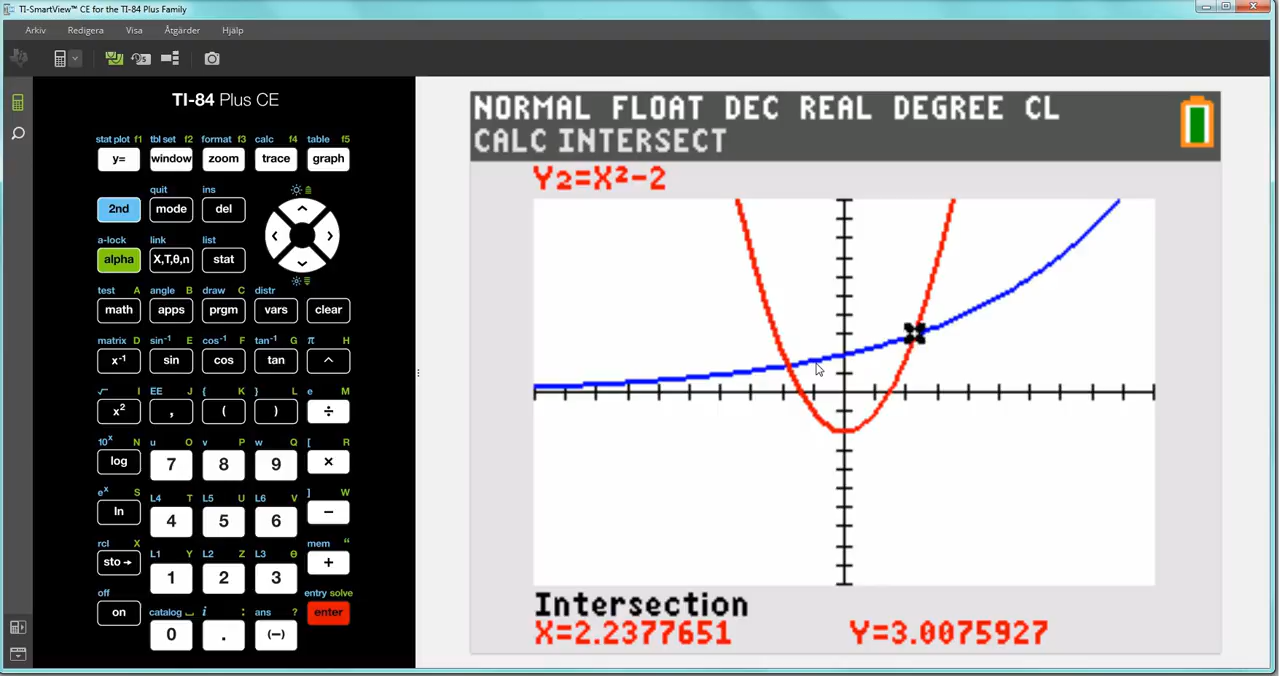 TI-SmartView™ CE for the TI-84 Plus Family
Arkiv Redigera Visa Åtgärder Hjälp
TI-84 Plus CE
stat plot f1 tbl set f2 format f3 calc f4 table f5
y= window zoom trace graph
quit ins
2nd mode del
a-lock link list
alpha X,T,θ,n stat
test A angle B draw C distr
math apps prgm vars clear
matrix D sin⁻¹ E cos⁻¹ F tan⁻¹ G π H
x⁻¹ sin cos tan ^
√ I EE J { K } L e M
x² , ( ) ÷
10ˣ N u O v P w Q [ R
log 7 8 9 ×
eˣ S L4 T L5 U L6 V ] W
ln 4 5 6 −
rcl X L1 Y L2 Z L3 θ mem "
sto→ 1 2 3 +
off catalog i : ans ? entry solve
on 0 . (−) enter
NORMAL FLOAT DEC REAL DEGREE CL
CALC INTERSECT
Y₂=X²-2
Intersection
X=2.2377651 Y=3.0075927